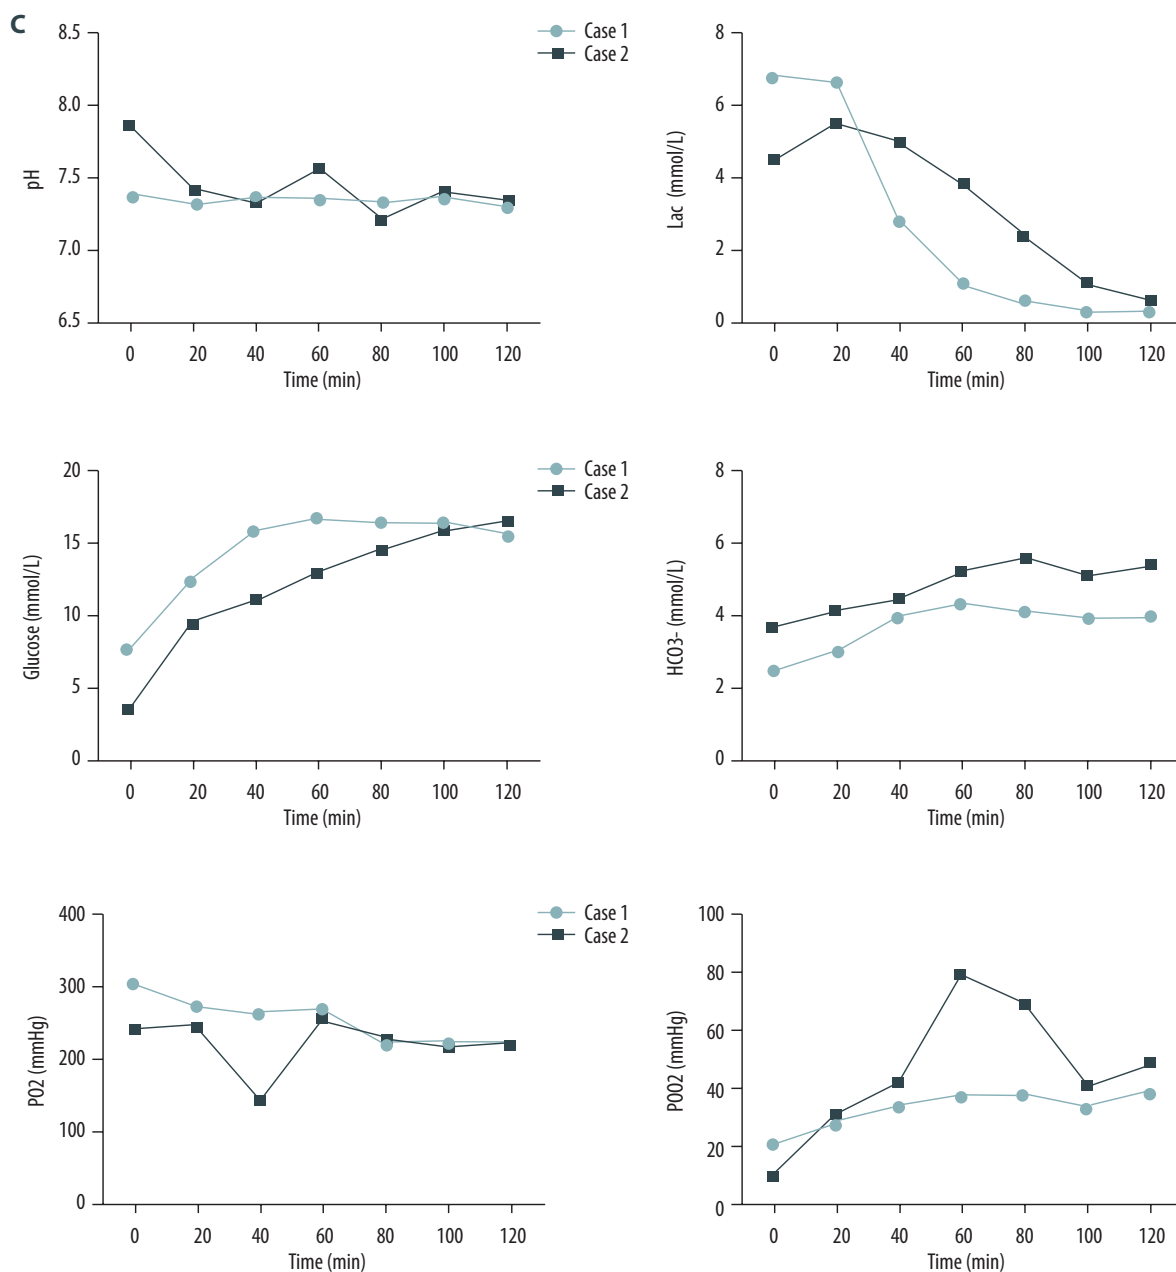 C
8.5
8.0
7.5
7.0
6.5
pH
0 20 40 60 80 100 120
Time (min)
Case 1
Case 2
8
6
4
2
0
Lac (mmol/L)
0 20 40 60 80 100 120
Time (min)
20
15
10
5
0
Glucose (mmol/L)
0 20 40 60 80 100 120
Time (min)
Case 1
Case 2
8
6
4
2
0
HCO3- (mmol/L)
0 20 40 60 80 100 120
Time (min)
400
300
200
100
0
PO2 (mmHg)
0 20 40 60 80 100 120
Time (min)
Case 1
Case 2
100
80
60
40
20
0
POO2 (mmHg)
0 20 40 60 80 100 120
Time (min)